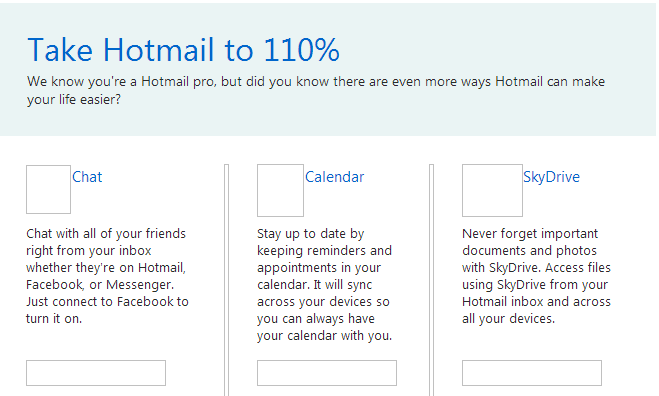 Take Hotmail to 110%
We know you're a Hotmail pro, but did you know there are even more ways Hotmail can make
your life easier?
Chat
Chat with all of your friends
right from your inbox
whether they're on Hotmail,
Facebook, or Messenger.
Just connect to Facebook to
turn it on.
Calendar
Stay up to date by
keeping reminders and
appointments in your
calendar. It will sync
across your devices so
you can always have
your calendar with you.
SkyDrive
Never forget important
documents and photos
with SkyDrive. Access files
using SkyDrive from your
Hotmail inbox and across
all your devices.